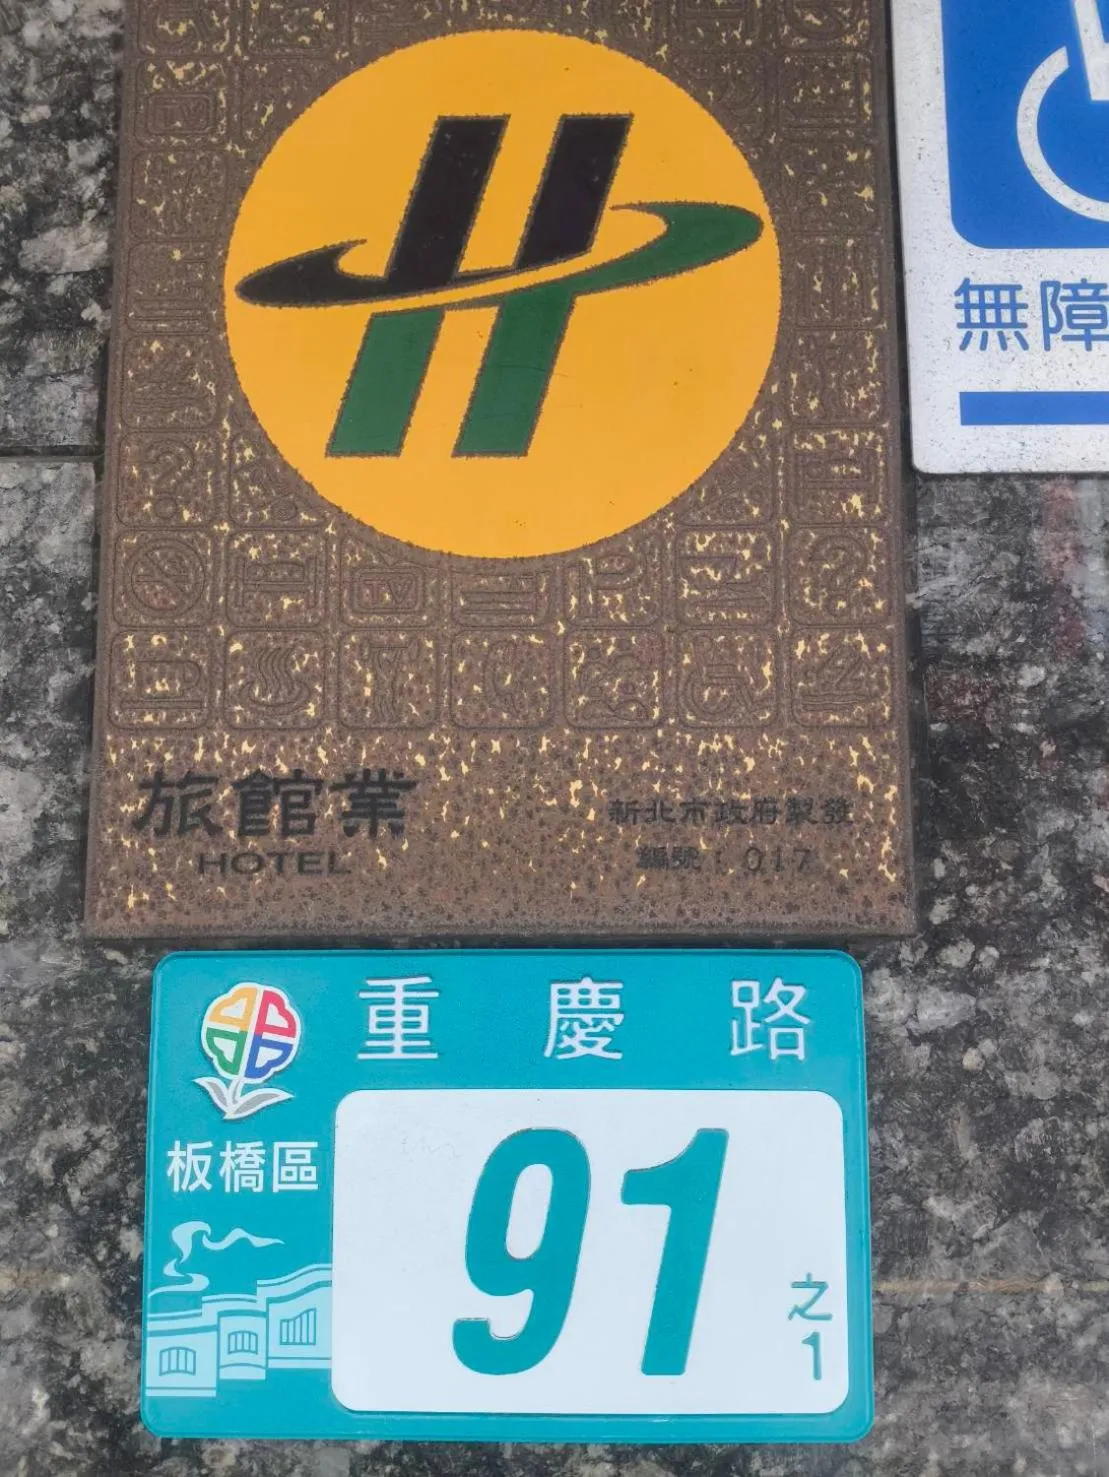 無障
旅館業
HOTEL
新北市政府製發
編號：017
重慶路
板橋區
91
之
1